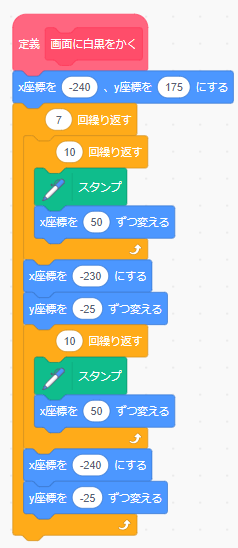 定義 画面に白黒をかく
x座標を -240 、y座標を 175 にする
7 回繰り返す
10 回繰り返す
スタンプ
x座標を 50 ずつ変える
x座標を -230 にする
y座標を -25 ずつ変える
10 回繰り返す
スタンプ
x座標を 50 ずつ変える
x座標を -240 にする
y座標を -25 ずつ変える